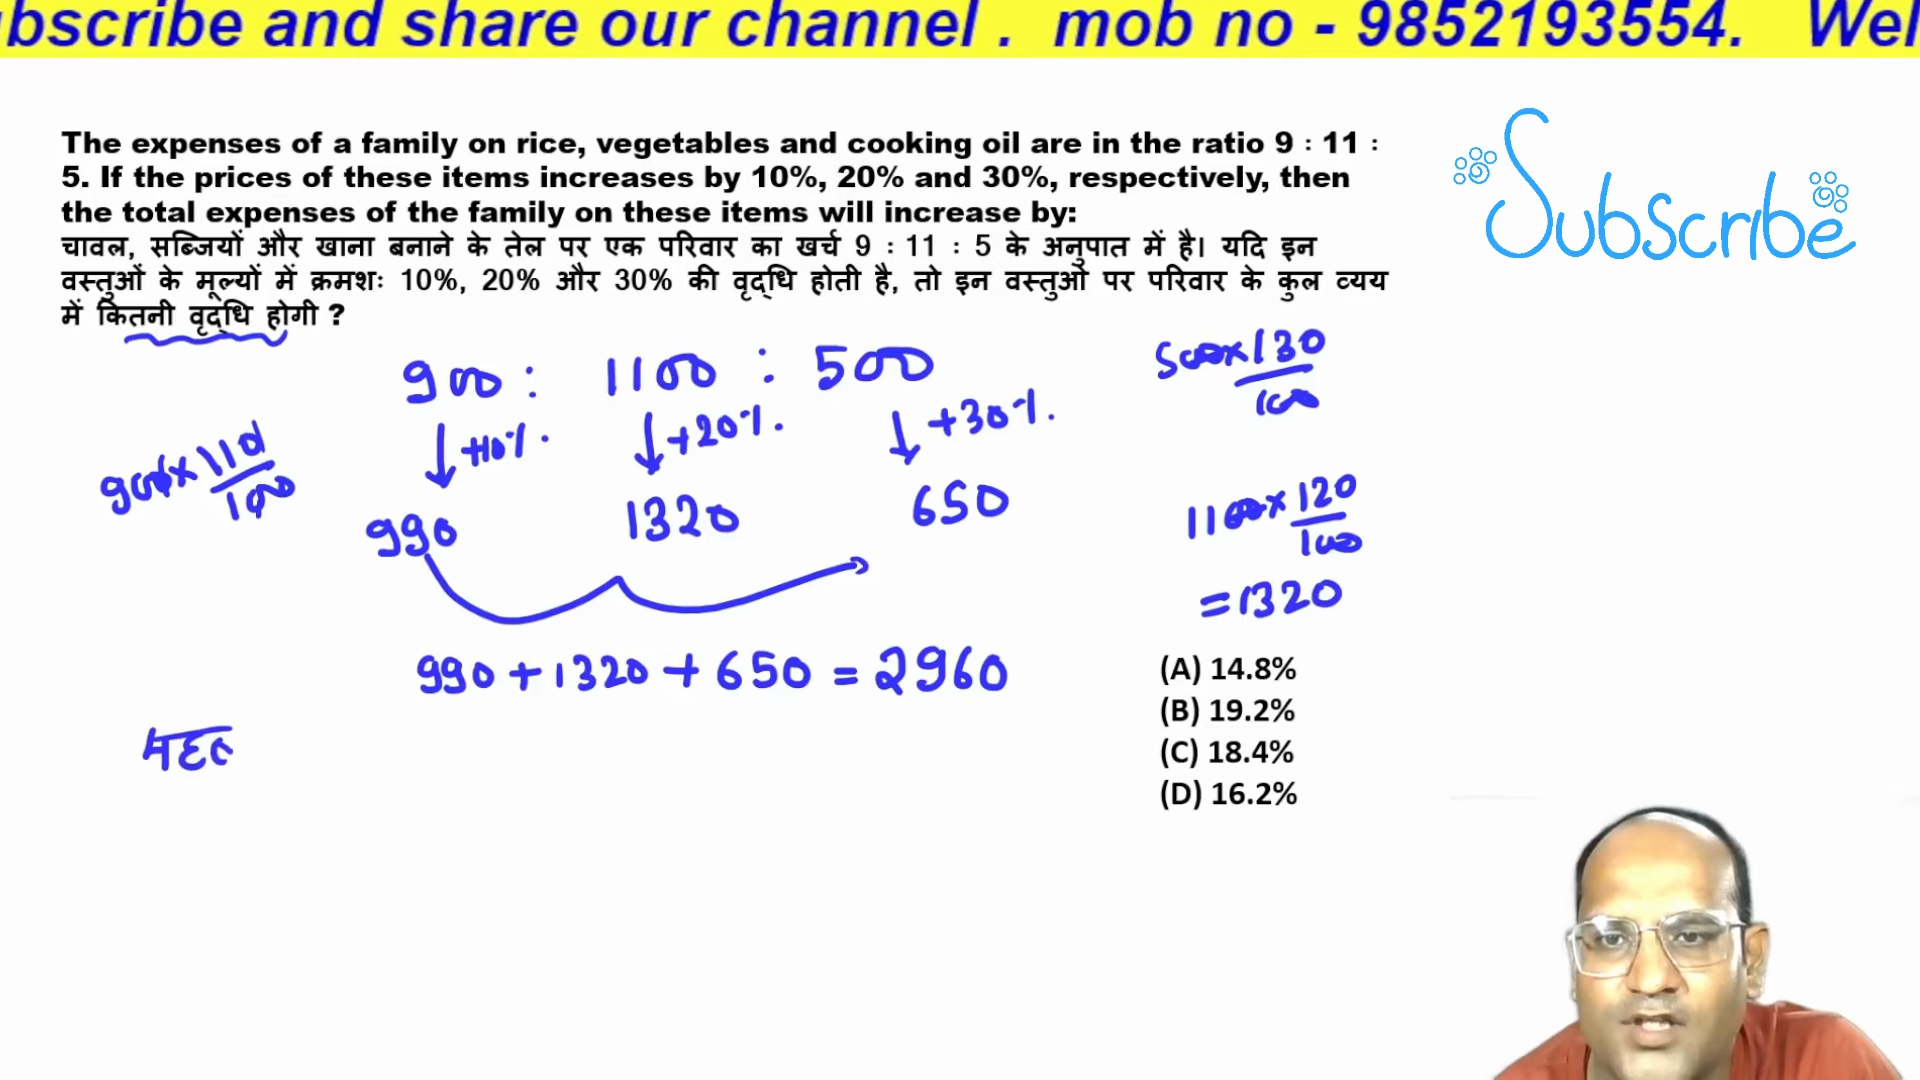 bscribe and share our channel . mob no - 9852193554. Wel
The expenses of a family on rice, vegetables and cooking oil are in the ratio 9 : 11 :
5. If the prices of these items increases by 10%, 20% and 30%, respectively, then
the total expenses of the family on these items will increase by:
चावल, सब्जियों और खाना बनाने के तेल पर एक परिवार का खर्च 9 : 11 : 5 के अनुपात में है। यदि इन
वस्तुओं के मूल्यों में क्रमशः 10%, 20% और 30% की वृद्धि होती है, तो इन वस्तुओं पर परिवार के कुल व्यय
में कितनी वृद्धि होगी ?
Subscribe
900 : 1100 : 500
500×130/100
+10% +20% +30%
900×110/100
990 1320 650
1100×120/100
=1320
990+1320+650=2960
(A) 14.8%
(B) 19.2%
(C) 18.4%
(D) 16.2%